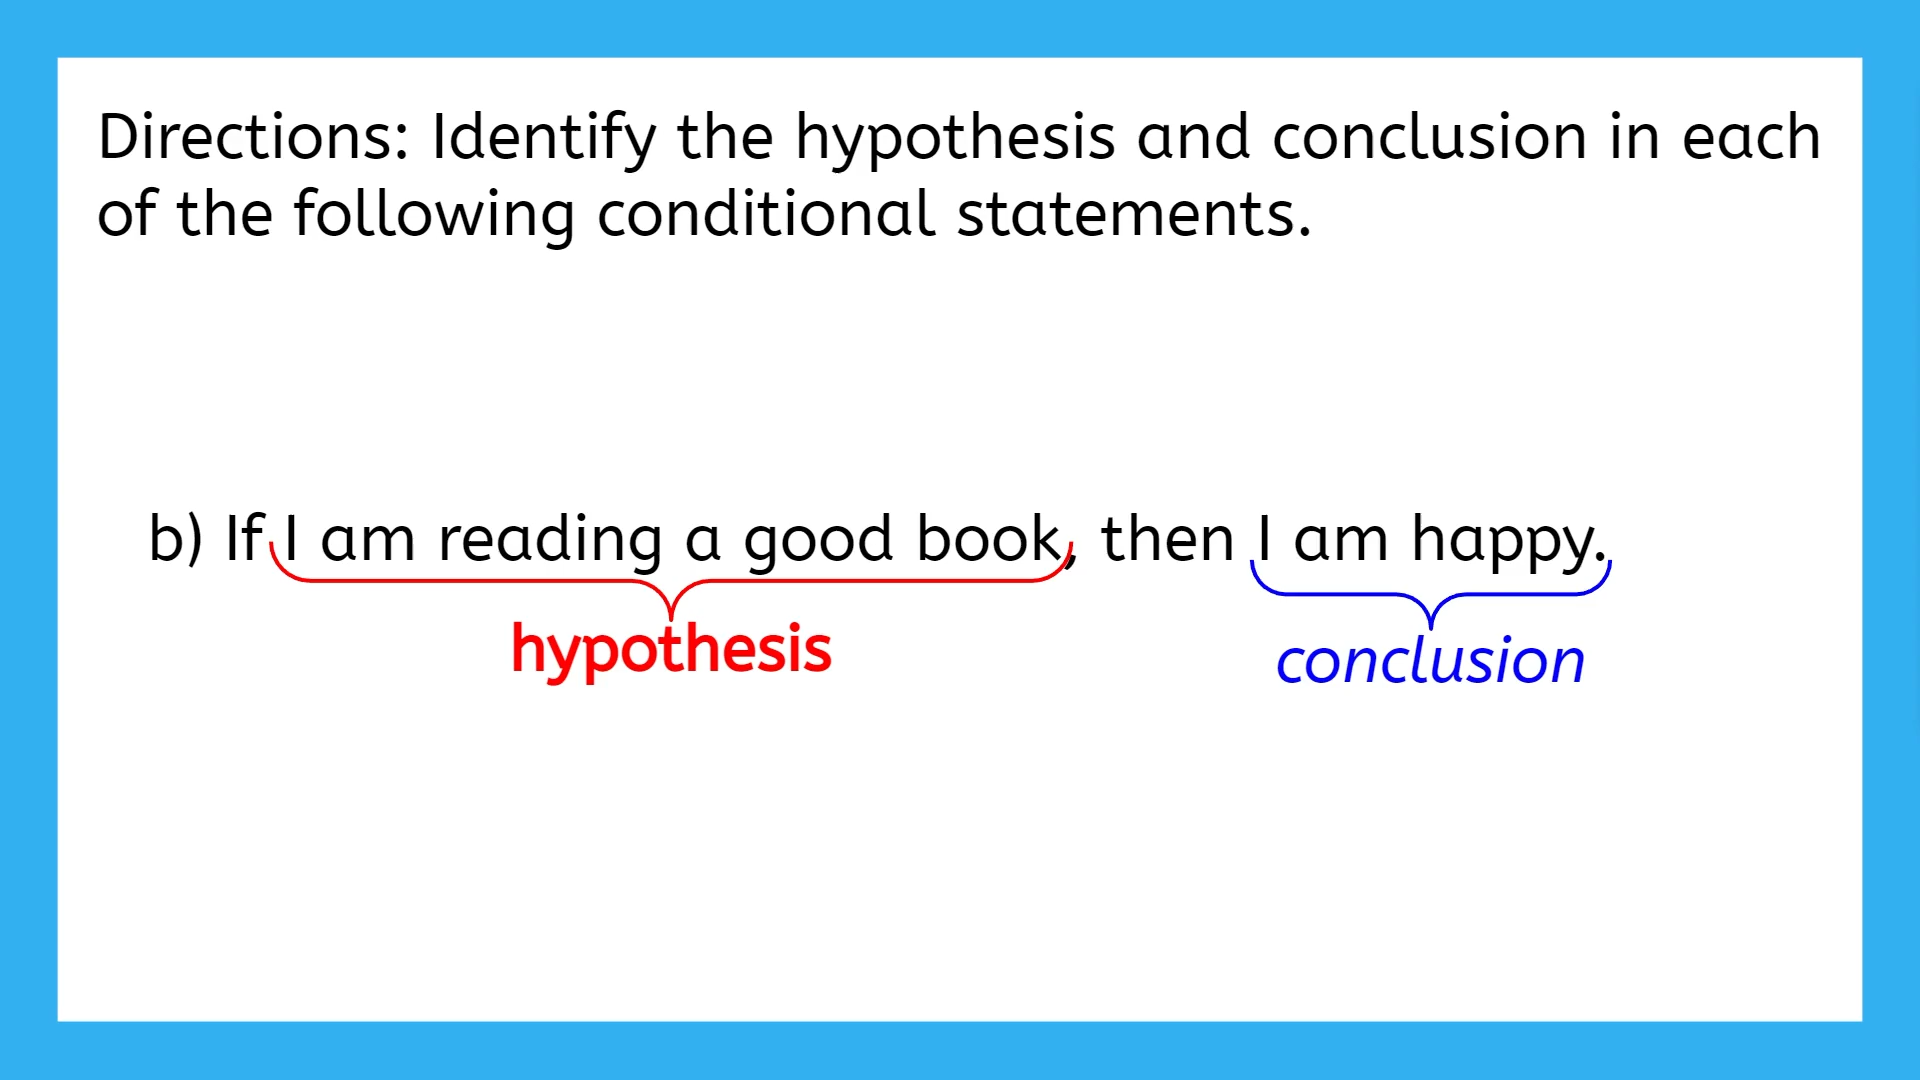 Directions: Identify the hypothesis and conclusion in each
of the following conditional statements.
b) If I am reading a good book, then I am happy.
hypothesis
conclusion